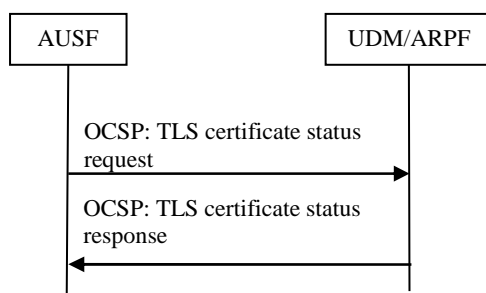 AUSF
UDM/ARPF
OCSP: TLS certificate status
request
OCSP: TLS certificate status
response